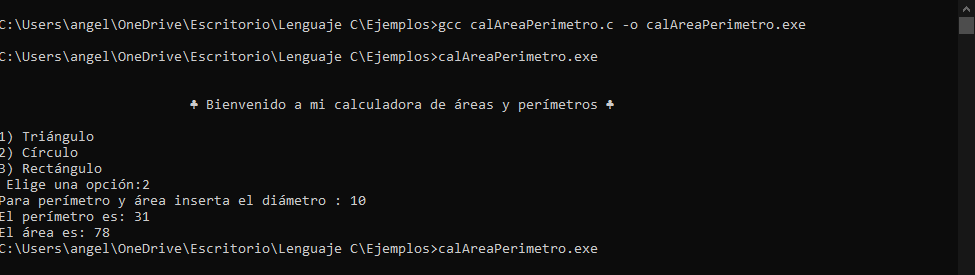 C:\Users\angel\OneDrive\Escritorio\Lenguaje C\Ejemplos>gcc calAreaPerimetro.c -o calAreaPerimetro.exe
C:\Users\angel\OneDrive\Escritorio\Lenguaje C\Ejemplos>calAreaPerimetro.exe
♣ Bienvenido a mi calculadora de áreas y perímetros ♣
1) Triángulo
2) Círculo
3) Rectángulo
Elige una opción:2
Para perímetro y área inserta el diámetro : 10
El perímetro es: 31
El área es: 78
C:\Users\angel\OneDrive\Escritorio\Lenguaje C\Ejemplos>calAreaPerimetro.exe